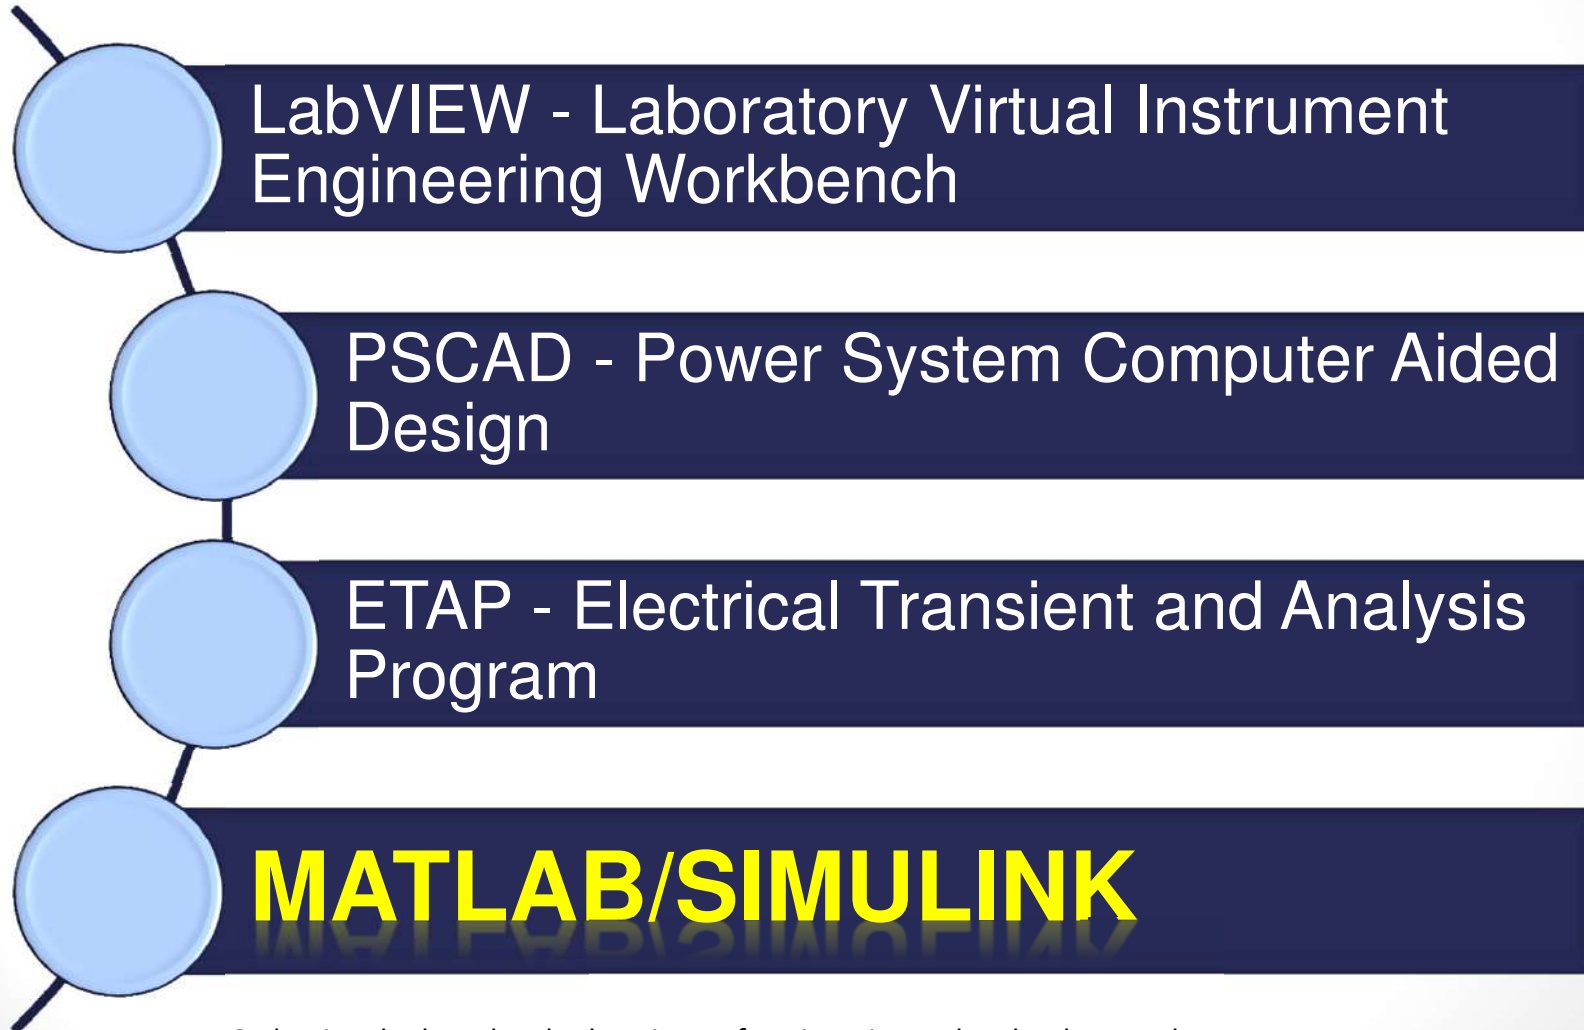 LabVIEW - Laboratory Virtual Instrument
Engineering Workbench
PSCAD - Power System Computer Aided
Design
ETAP - Electrical Transient and Analysis
Program
MATLAB/SIMULINK